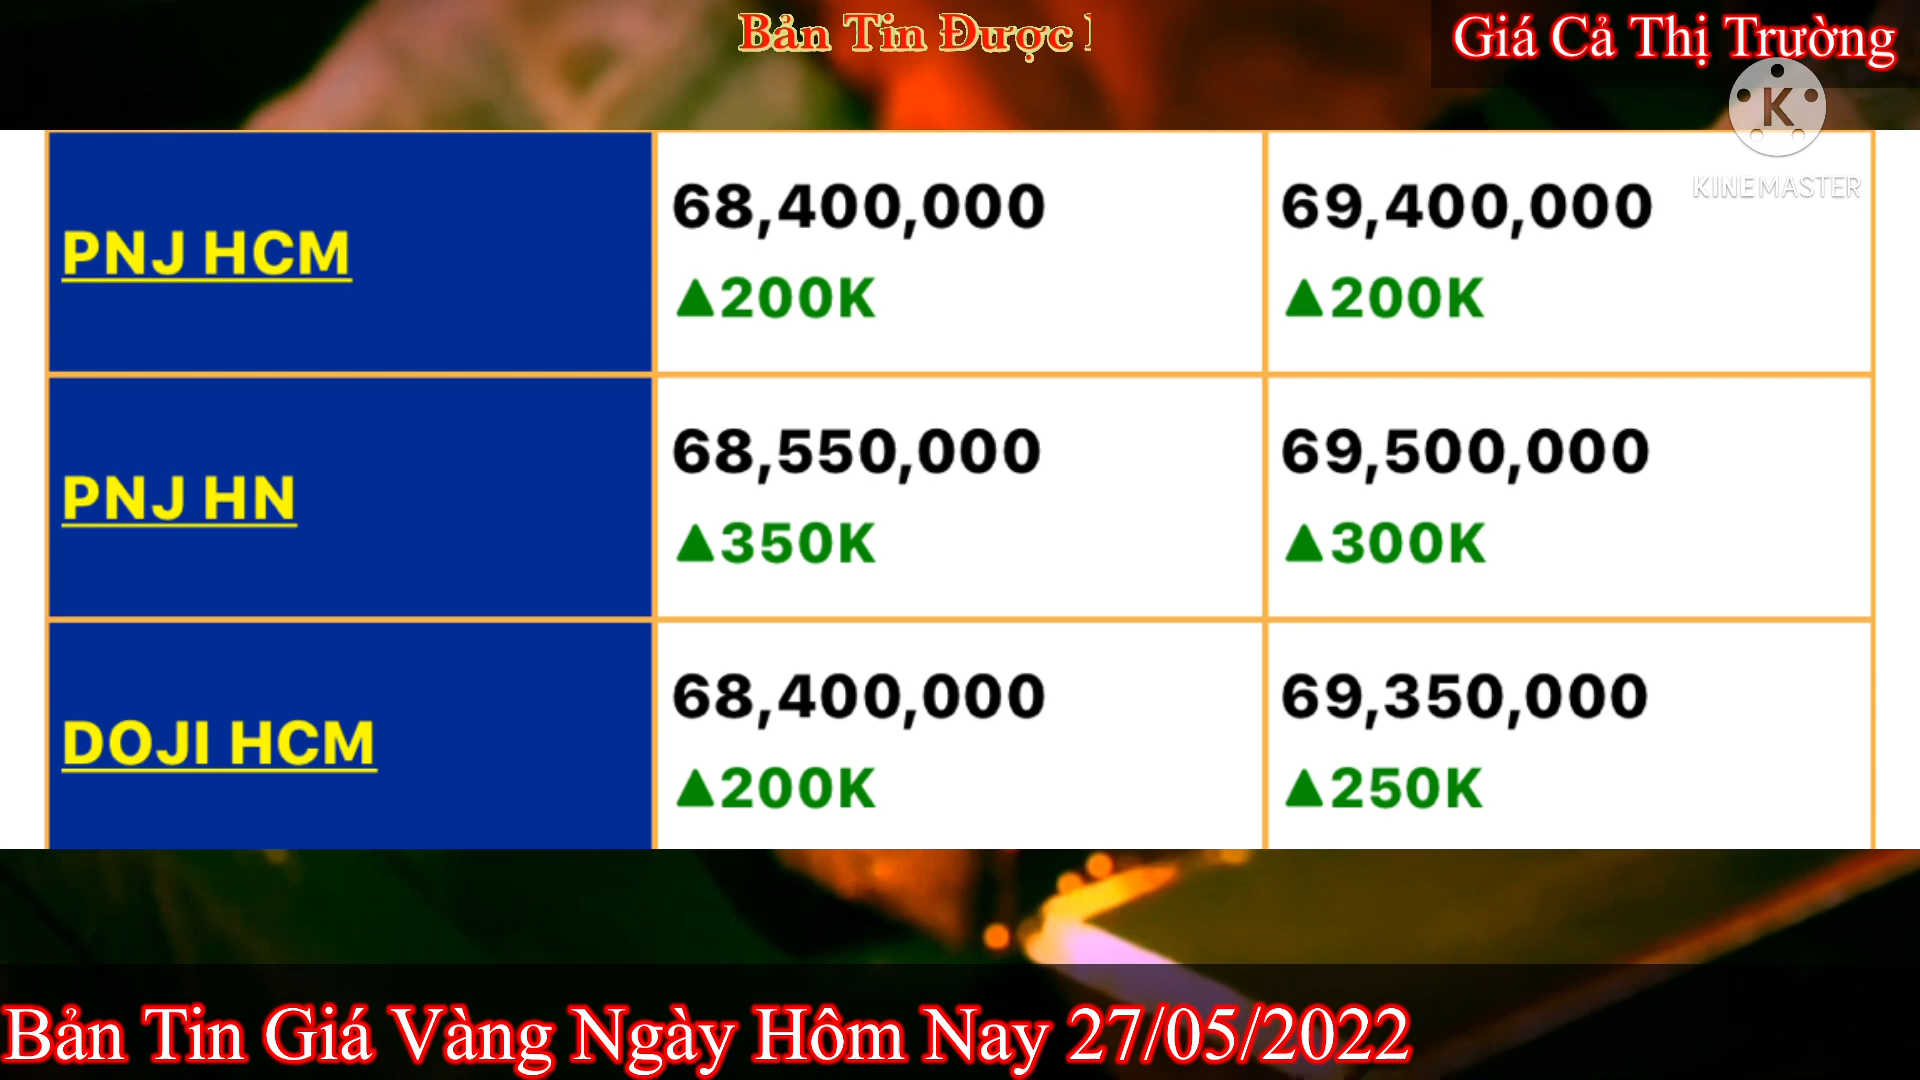 Bản Tin Được
Giá Cả Thị Trường
K
KINEMASTER
PNJ HCM
68,400,000
▲200K
69,400,000
▲200K
PNJ HN
68,550,000
▲350K
69,500,000
▲300K
DOJI HCM
68,400,000
▲200K
69,350,000
▲250K
Bản Tin Giá Vàng Ngày Hôm Nay 27/05/2022